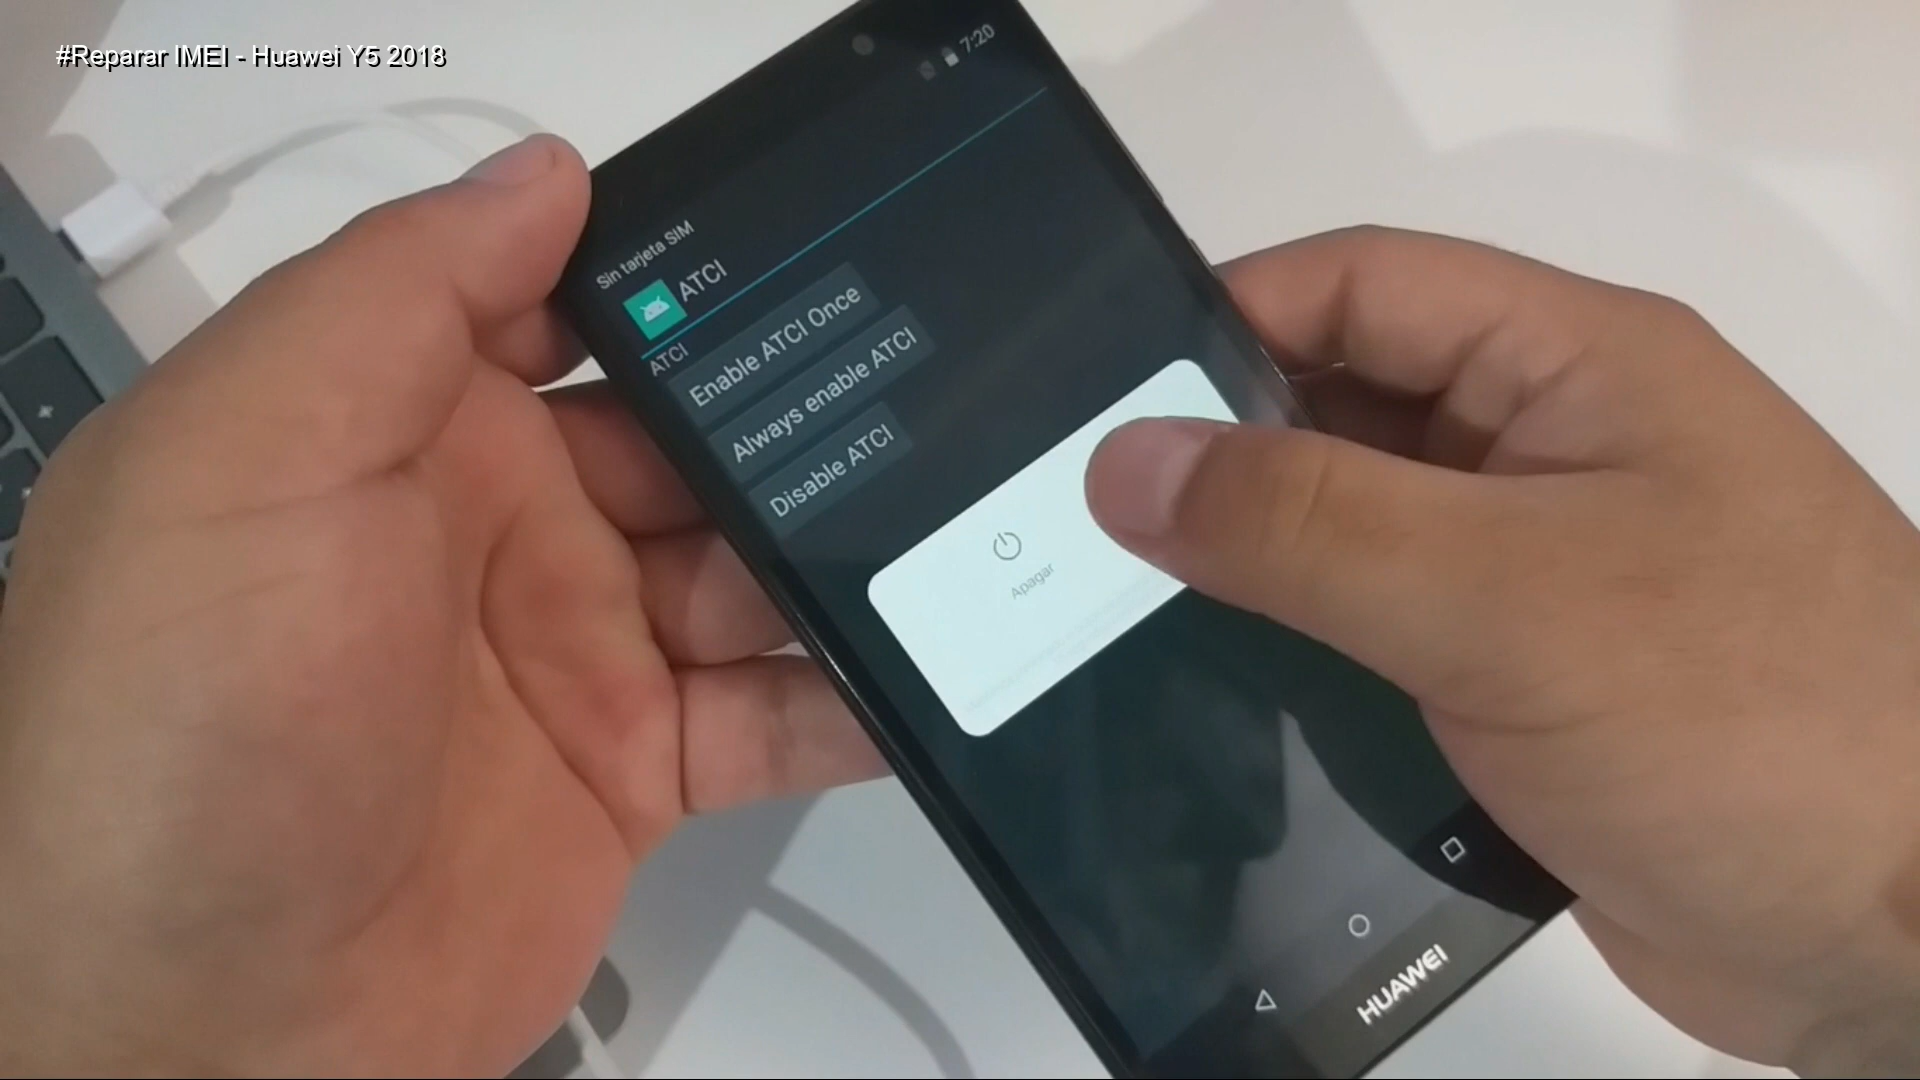 #Reparar IMEI - Huawei Y5 2018
7:20
Sin tarjeta SIM
ATCI
ATCI
Enable ATCI Once
Always enable ATCI
Disable ATCI
Apagar
HUAWEI